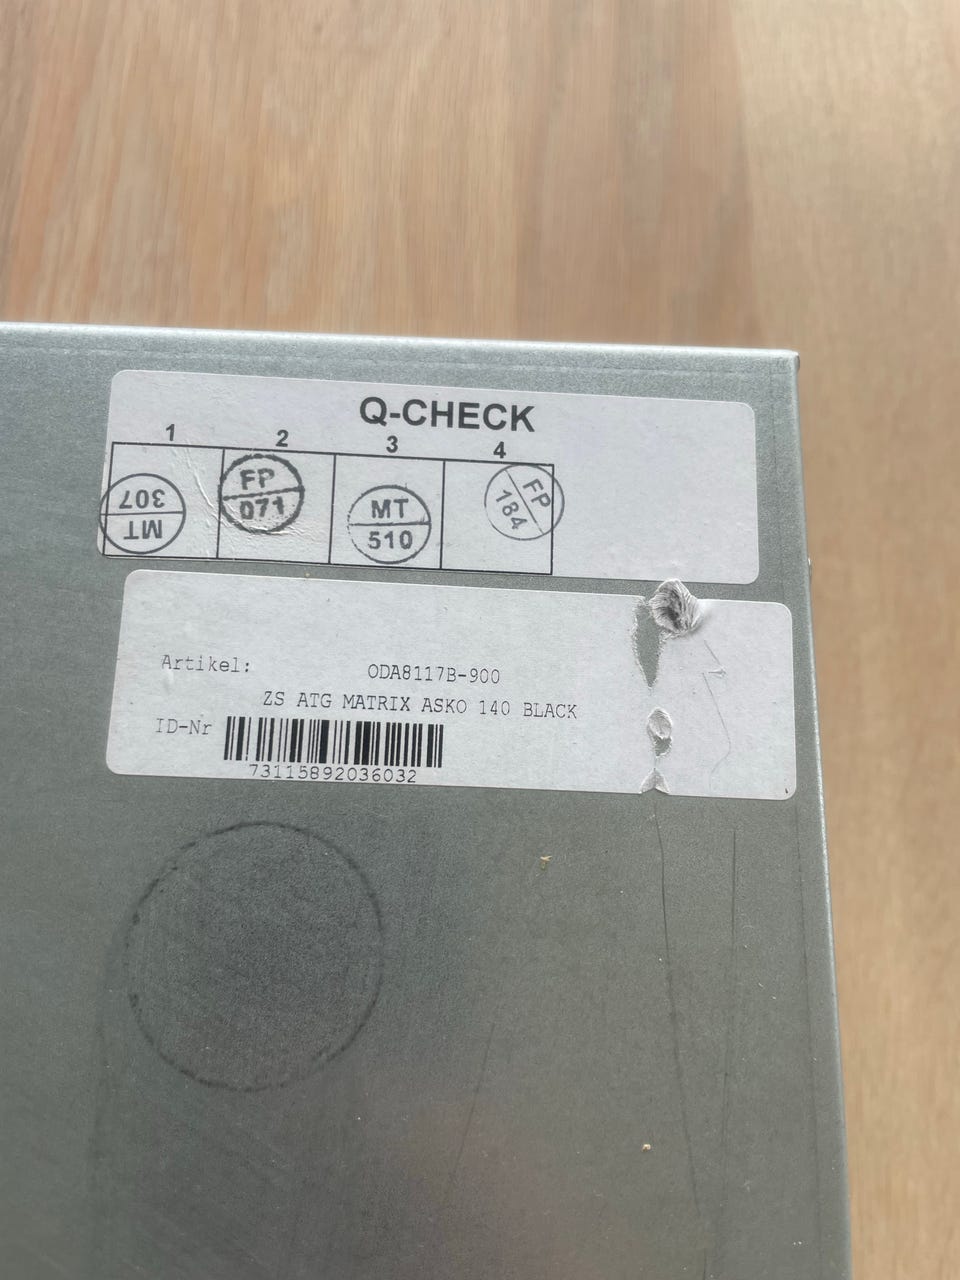 Q-CHECK
1 2 3 4
MT 307
FP 071
MT 510
FP 184
Artikel: ODA8117B-900
ZS ATG MATRIX ASKO 140 BLACK
ID-Nr
73115892036032